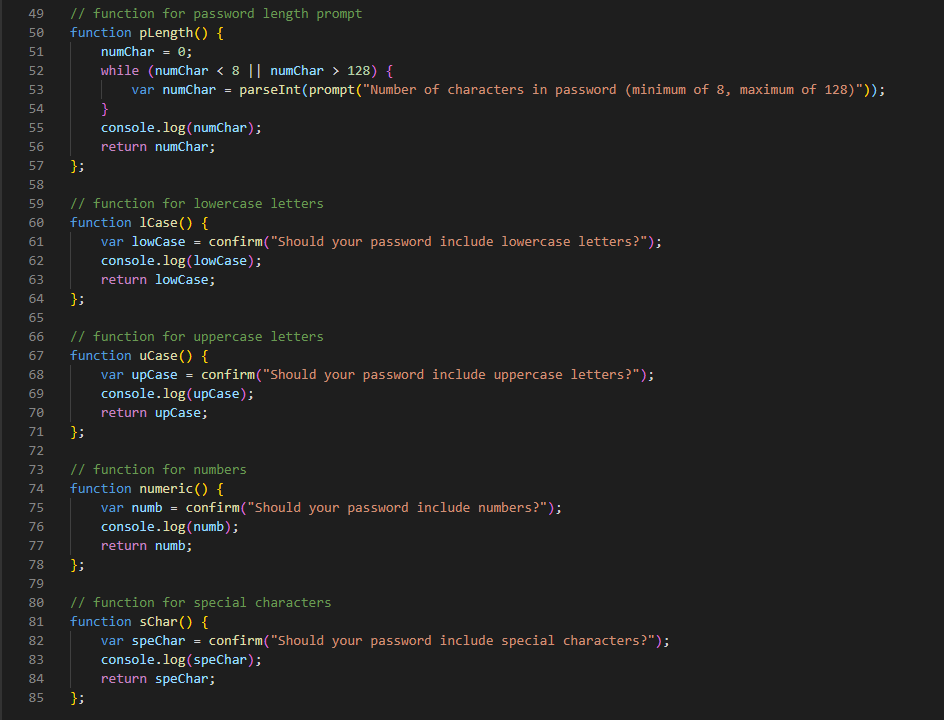 49 // function for password length prompt
50 function pLength() {
51     numChar = 0;
52     while (numChar < 8 || numChar > 128) {
53         var numChar = parseInt(prompt("Number of characters in password (minimum of 8, maximum of 128)"));
54     }
55     console.log(numChar);
56     return numChar;
57 };
58
59 // function for lowercase letters
60 function lCase() {
61     var lowCase = confirm("Should your password include lowercase letters?");
62     console.log(lowCase);
63     return lowCase;
64 };
65
66 // function for uppercase letters
67 function uCase() {
68     var upCase = confirm("Should your password include uppercase letters?");
69     console.log(upCase);
70     return upCase;
71 };
72
73 // function for numbers
74 function numeric() {
75     var numb = confirm("Should your password include numbers?");
76     console.log(numb);
77     return numb;
78 };
79
80 // function for special characters
81 function sChar() {
82     var speChar = confirm("Should your password include special characters?");
83     console.log(speChar);
84     return speChar;
85 };